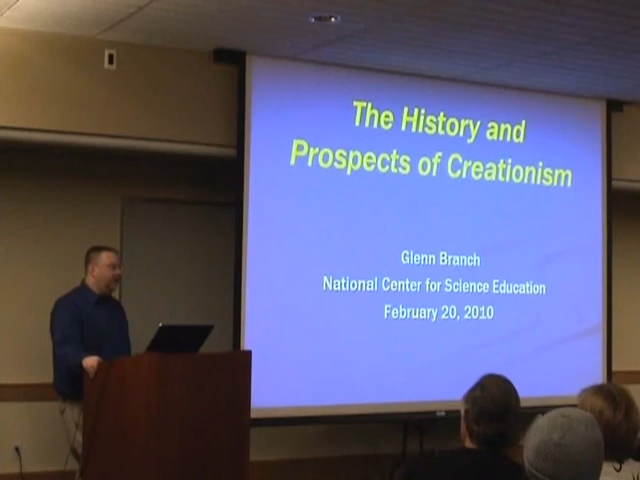 The History and
Prospects of Creationism
Glenn Branch
National Center for Science Education
February 20, 2010